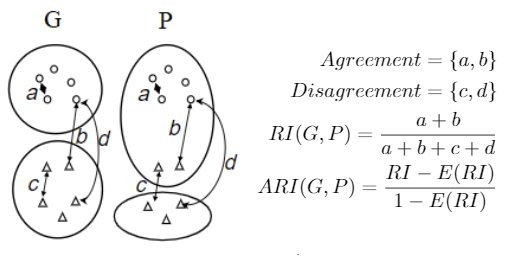 G P
a b d c
a b d c
Agreement = {a, b}
Disagreement = {c, d}
RI(G, P) = \frac{a + b}{a + b + c + d}
ARI(G, P) = \frac{RI − E(RI)}{1 − E(RI)}